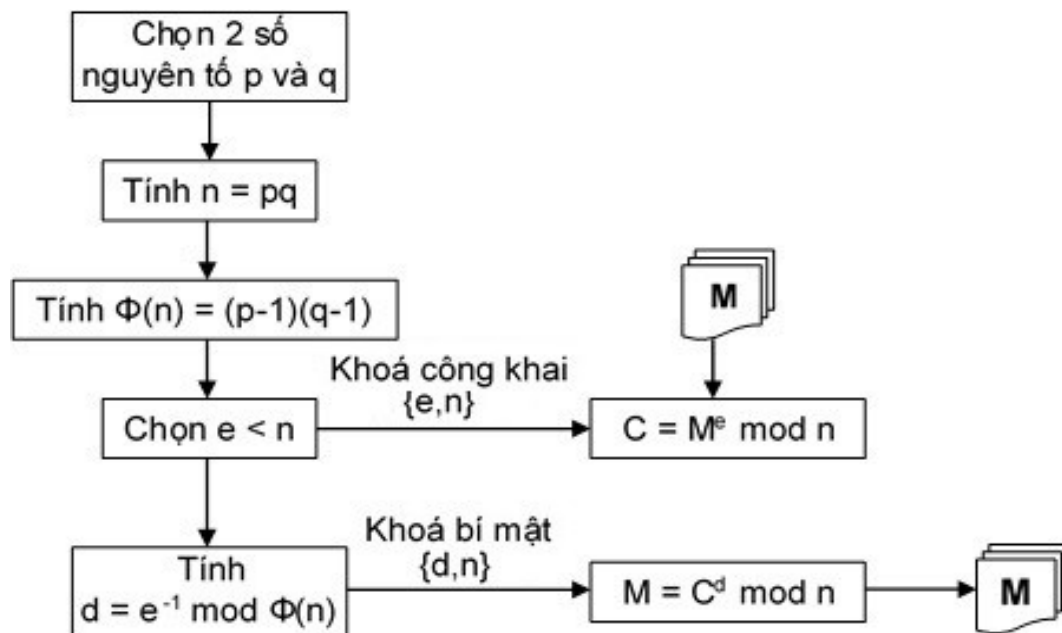 Chọn 2 số
nguyên tố p và q
Tính n = pq
Tính Φ(n) = (p-1)(q-1)
M
Khoá công khai
{e,n}
Chọn e < n
C = Mᵉ mod n
Khoá bí mật
{d,n}
Tính
d = e⁻¹ mod Φ(n)
M = Cᵈ mod n
M